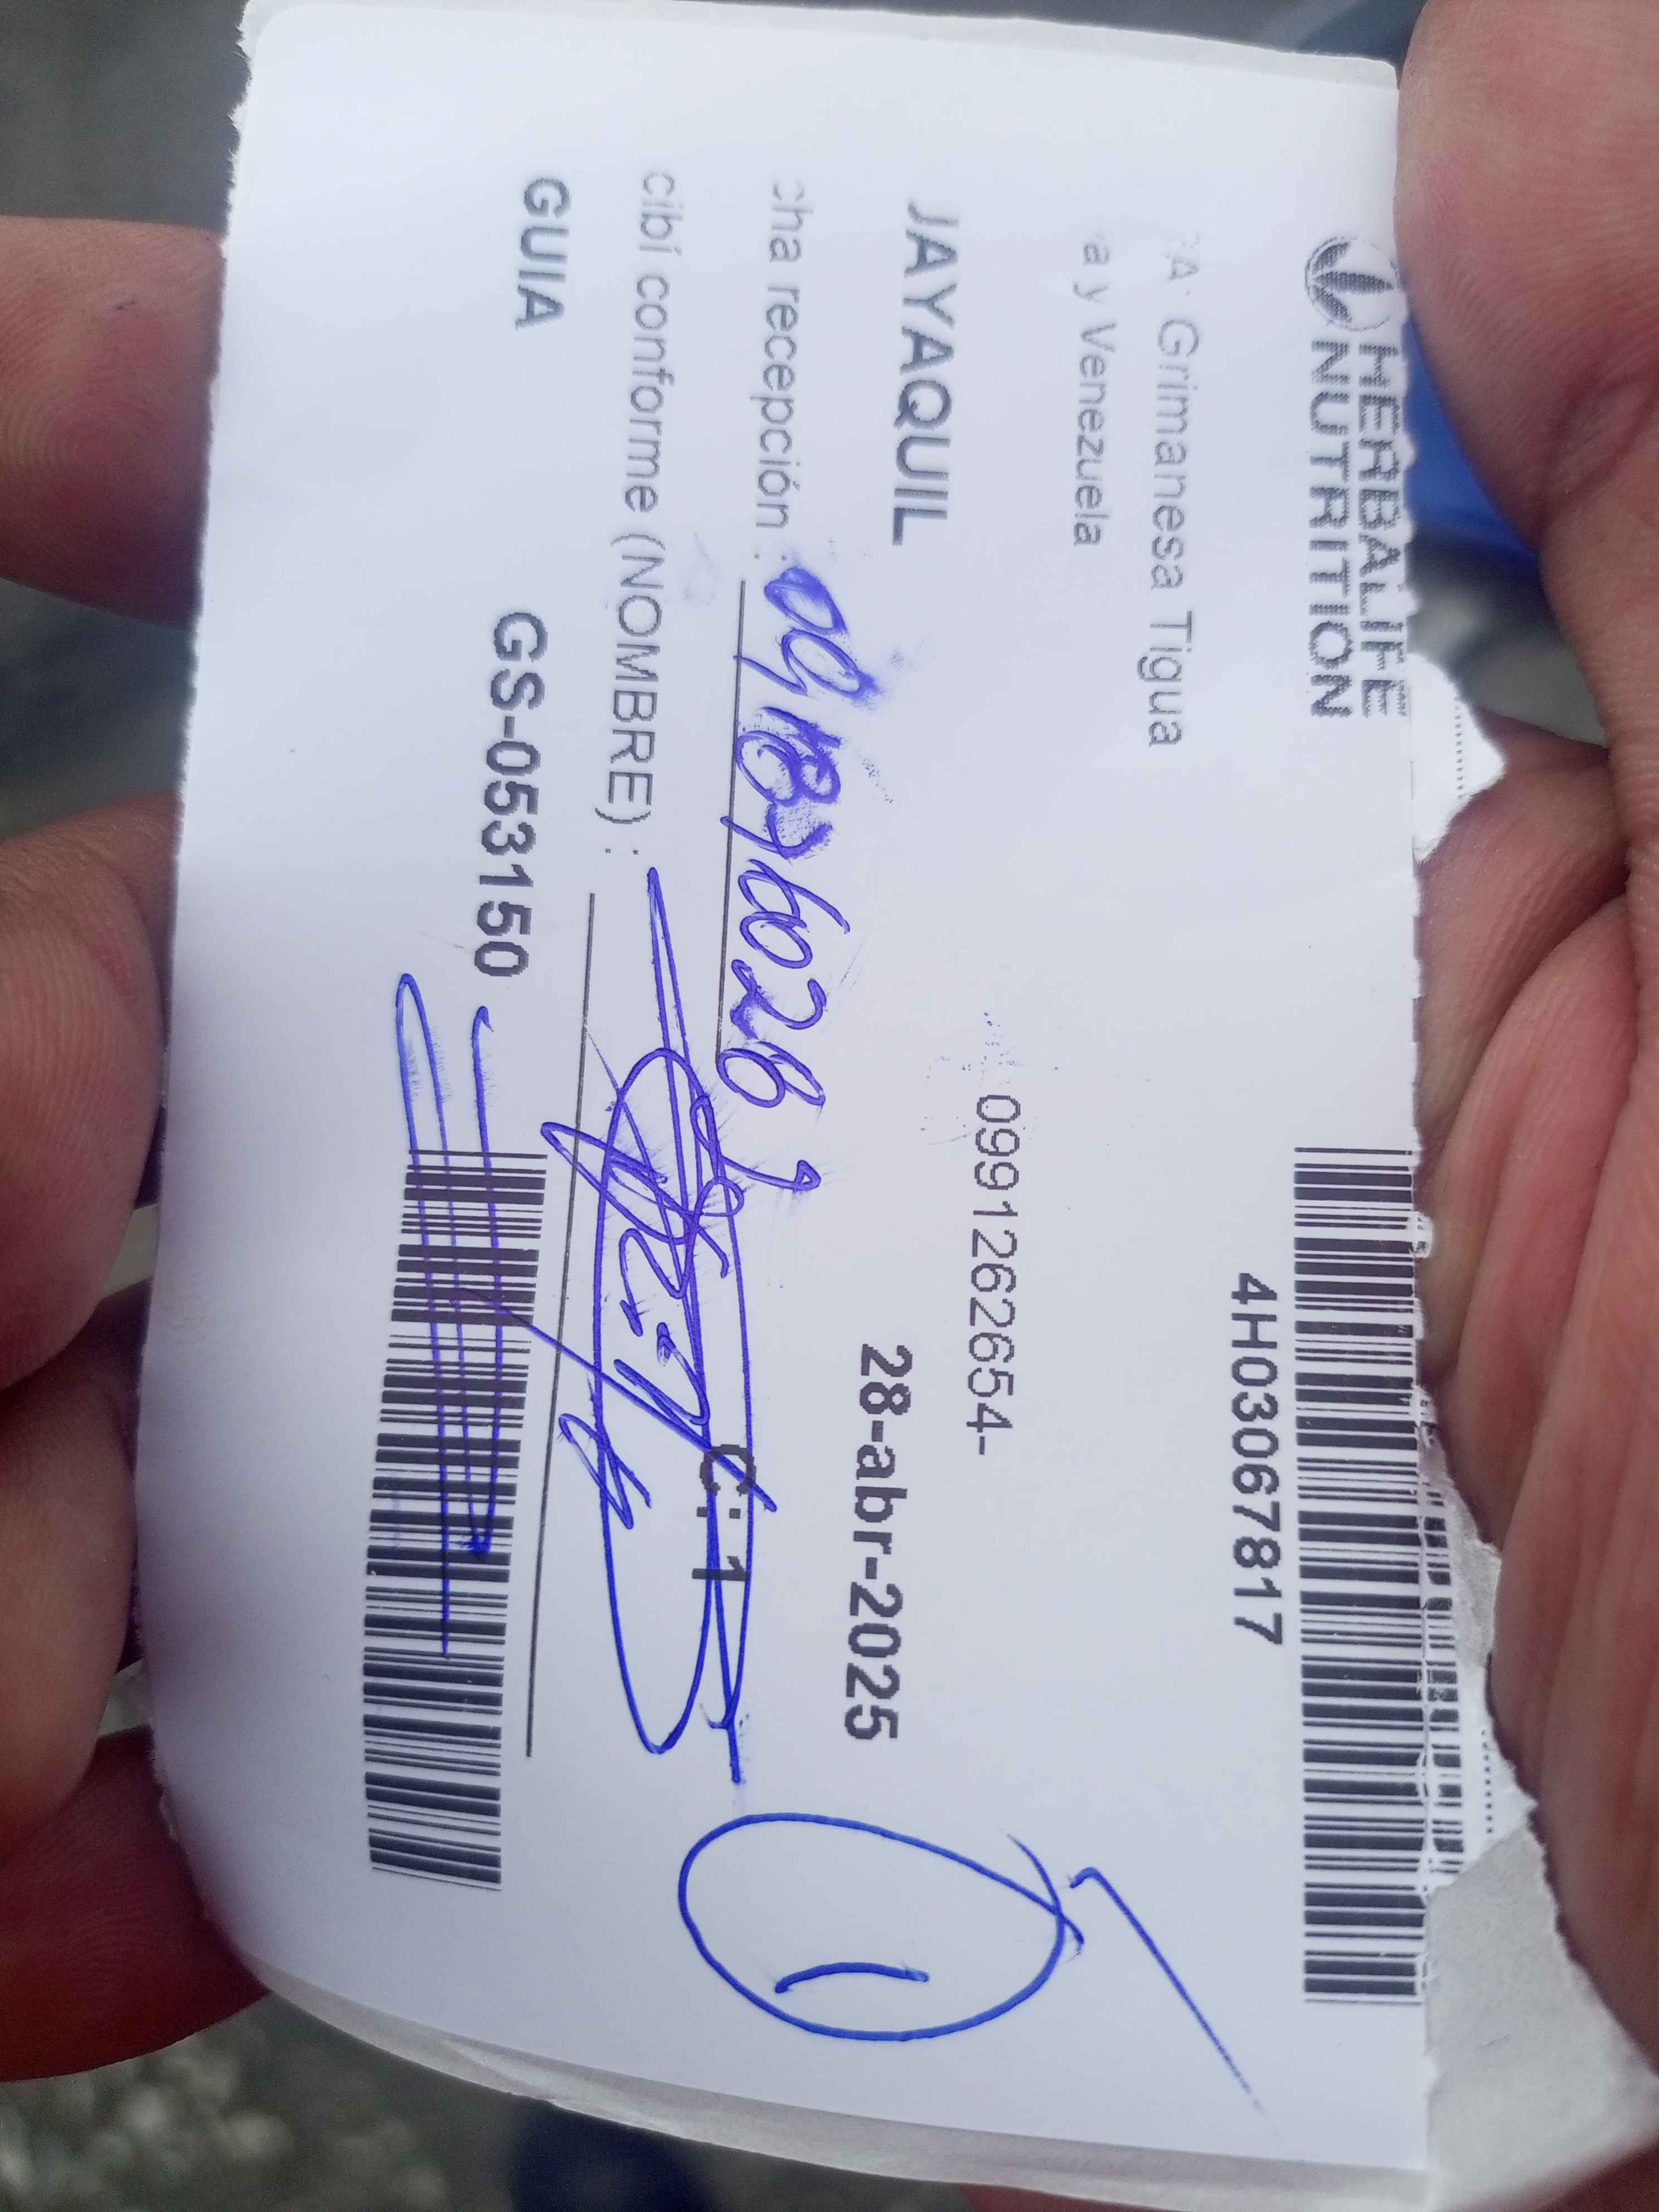 HERBALIFE
NUTRITION
4H03067817
Grimanesa Tigua
a y Venezuela
0991262654-
JAYAQUIL
28-abr-2025
cha recepción :
C: 1
cibí conforme (NOMBRE) :
GUIA GS-053150